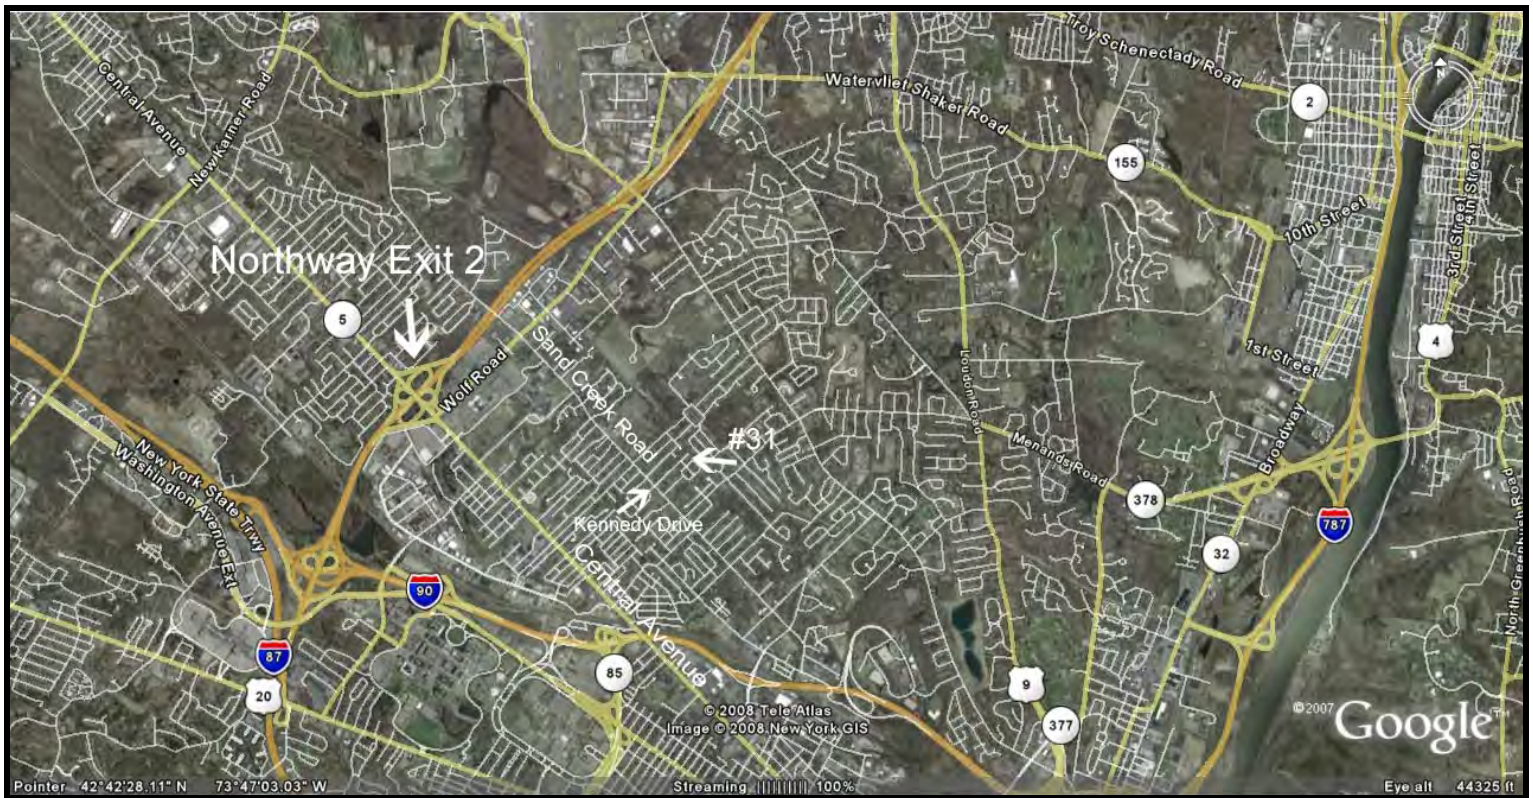 Troy Schenectady Road
N
Central Avenue
New Karner Road
Watervliet Shaker Road
2
155
4th Street
3rd Street
10th Street
Northway Exit 2
5
4
Sand Creek Road
Wolf Road
1st Street
Loudon Road
#31
Broadway
Menands Road
New York State Trwy
Washington Avenue Ext
378
Kennedy Drive
787
North Greenbush Road
32
Central Avenue
90
87
85
20
9
377
© 2008 Tele Atlas
Image © 2008 New York GIS
©2007 Google™
Pointer 42°42'28.11" N 73°47'03.03" W
Streaming |||||||||| 100%
Eye alt 44325 ft